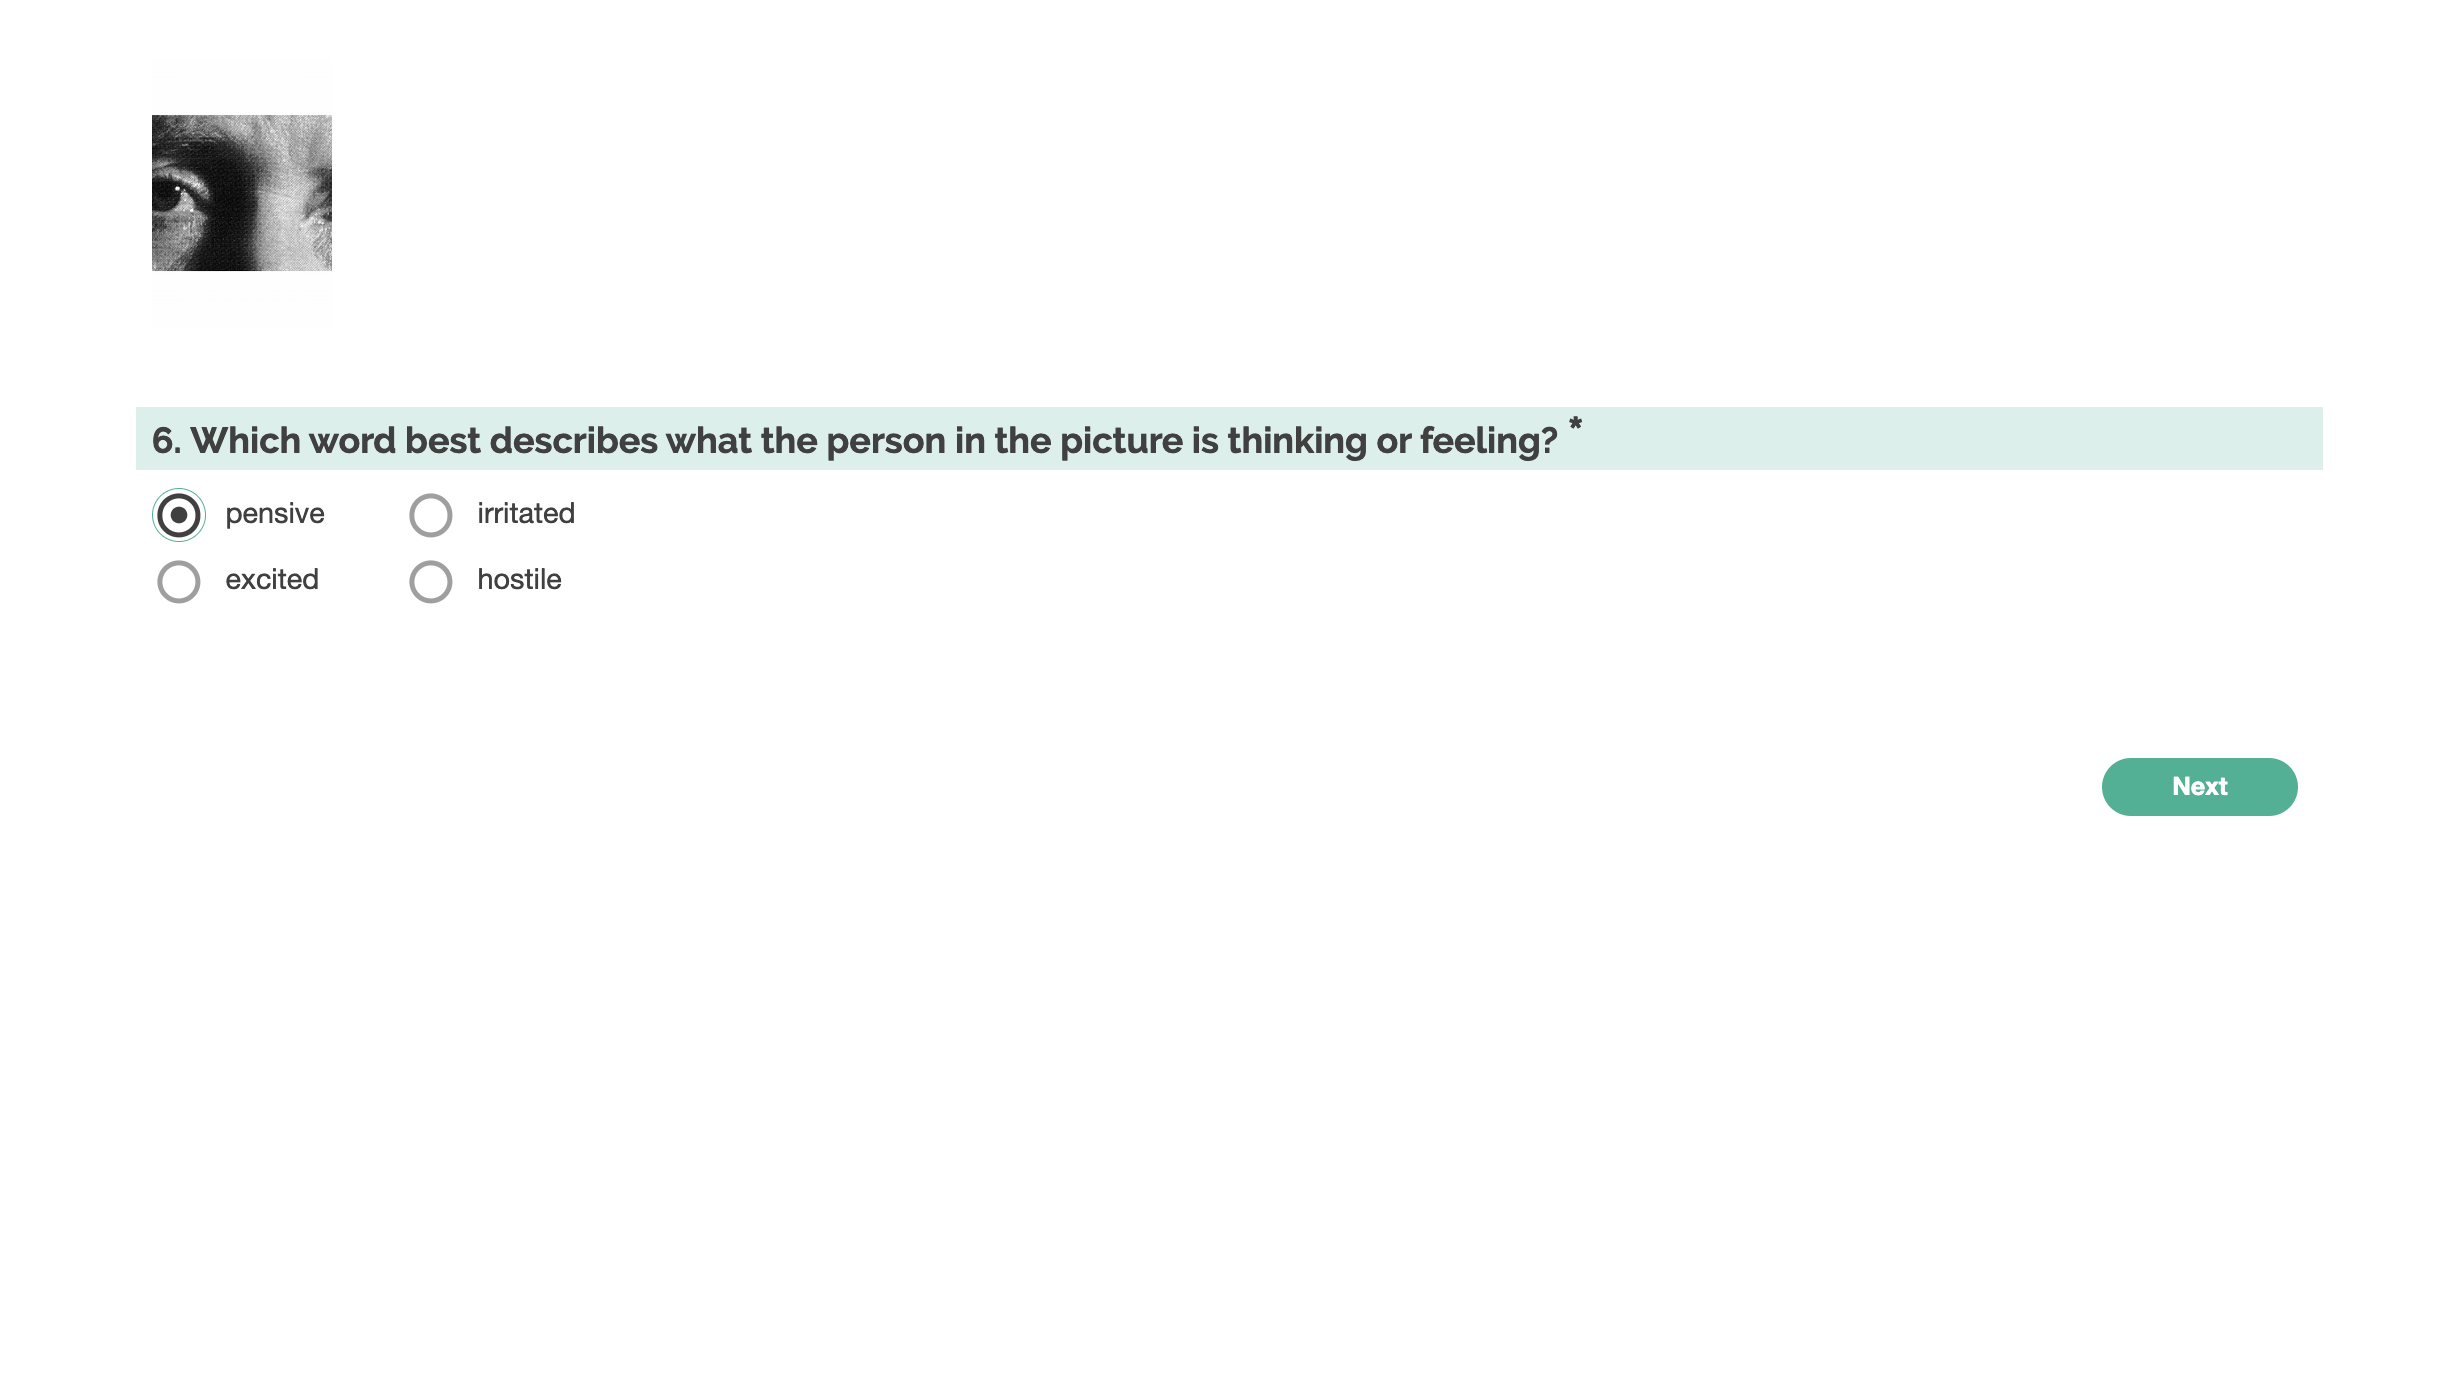 6. Which word best describes what the person in the picture is thinking or feeling? *
pensive irritated
excited hostile
Next